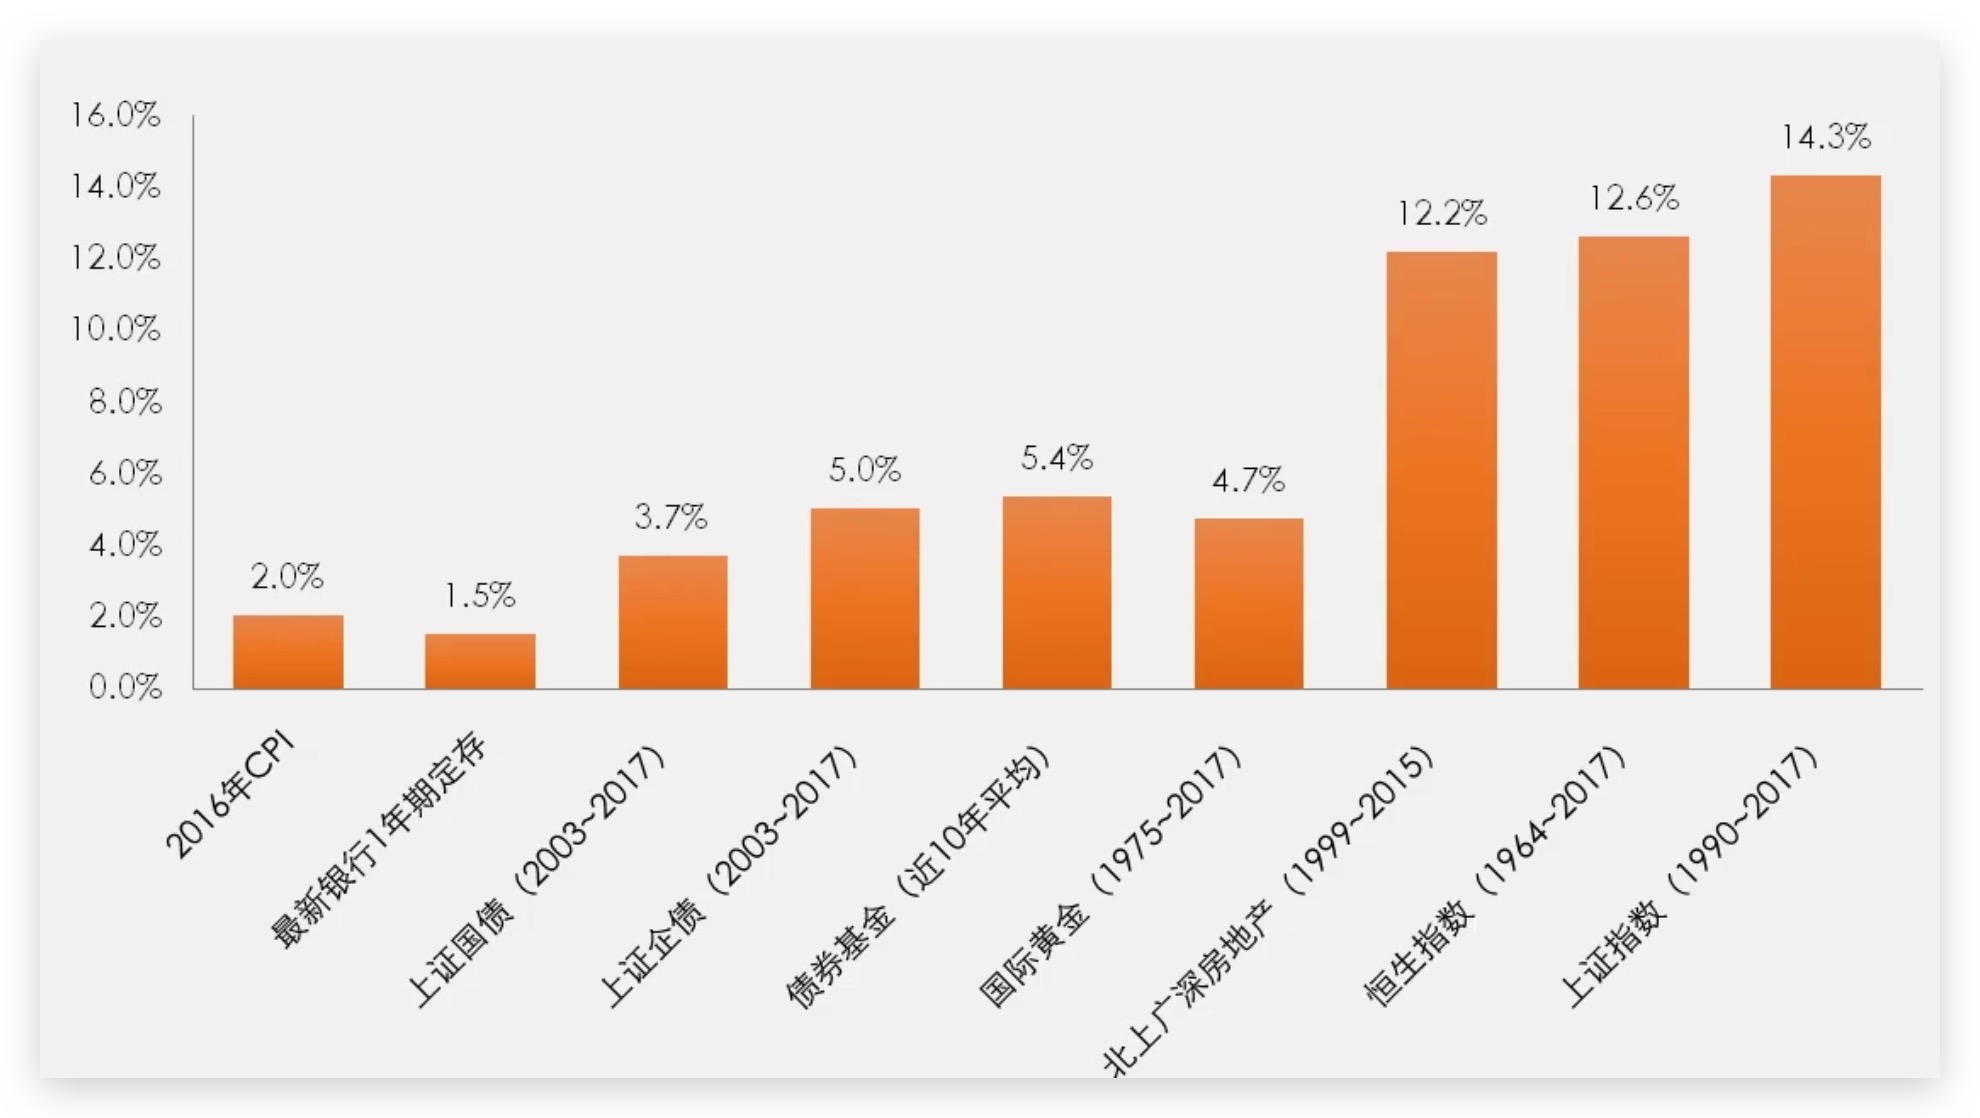 16.0%
14.0%
12.0%
10.0%
8.0%
6.0%
4.0%
2.0%
0.0%
2.0%
1.5%
3.7%
5.0%
5.4%
4.7%
12.2%
12.6%
14.3%
2016年CPI
最新银行1年期定存
上证国债（2003~2017）
上证企债（2003~2017）
债券基金（近10年平均）
国际黄金（1975~2017）
北上广深房地产（1999~2015）
恒生指数（1964~2017）
上证指数（1990~2017）